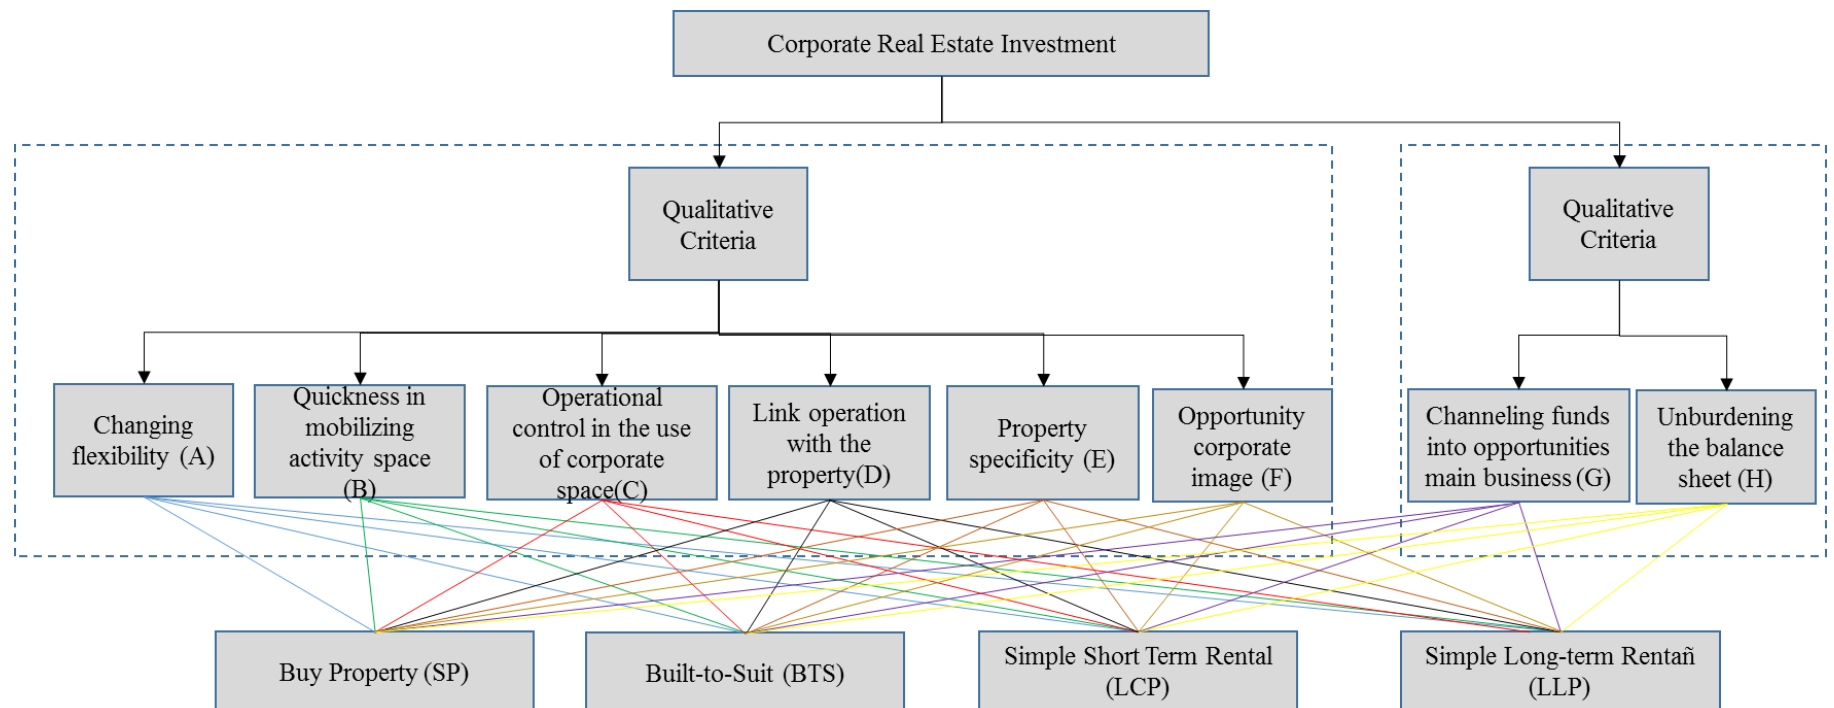 Corporate Real Estate Investment
Qualitative
Criteria
Qualitative
Criteria
Changing
flexibility (A)
Quickness in
mobilizing
activity space
(B)
Operational
control in the use
of corporate
space(C)
Link operation
with the
property(D)
Property
specificity (E)
Opportunity
corporate
image (F)
Channeling funds
into opportunities
main business (G)
Unburdening
the balance
sheet (H)
Buy Property (SP)
Built-to-Suit (BTS)
Simple Short Term Rental
(LCP)
Simple Long-term Rentañ
(LLP)